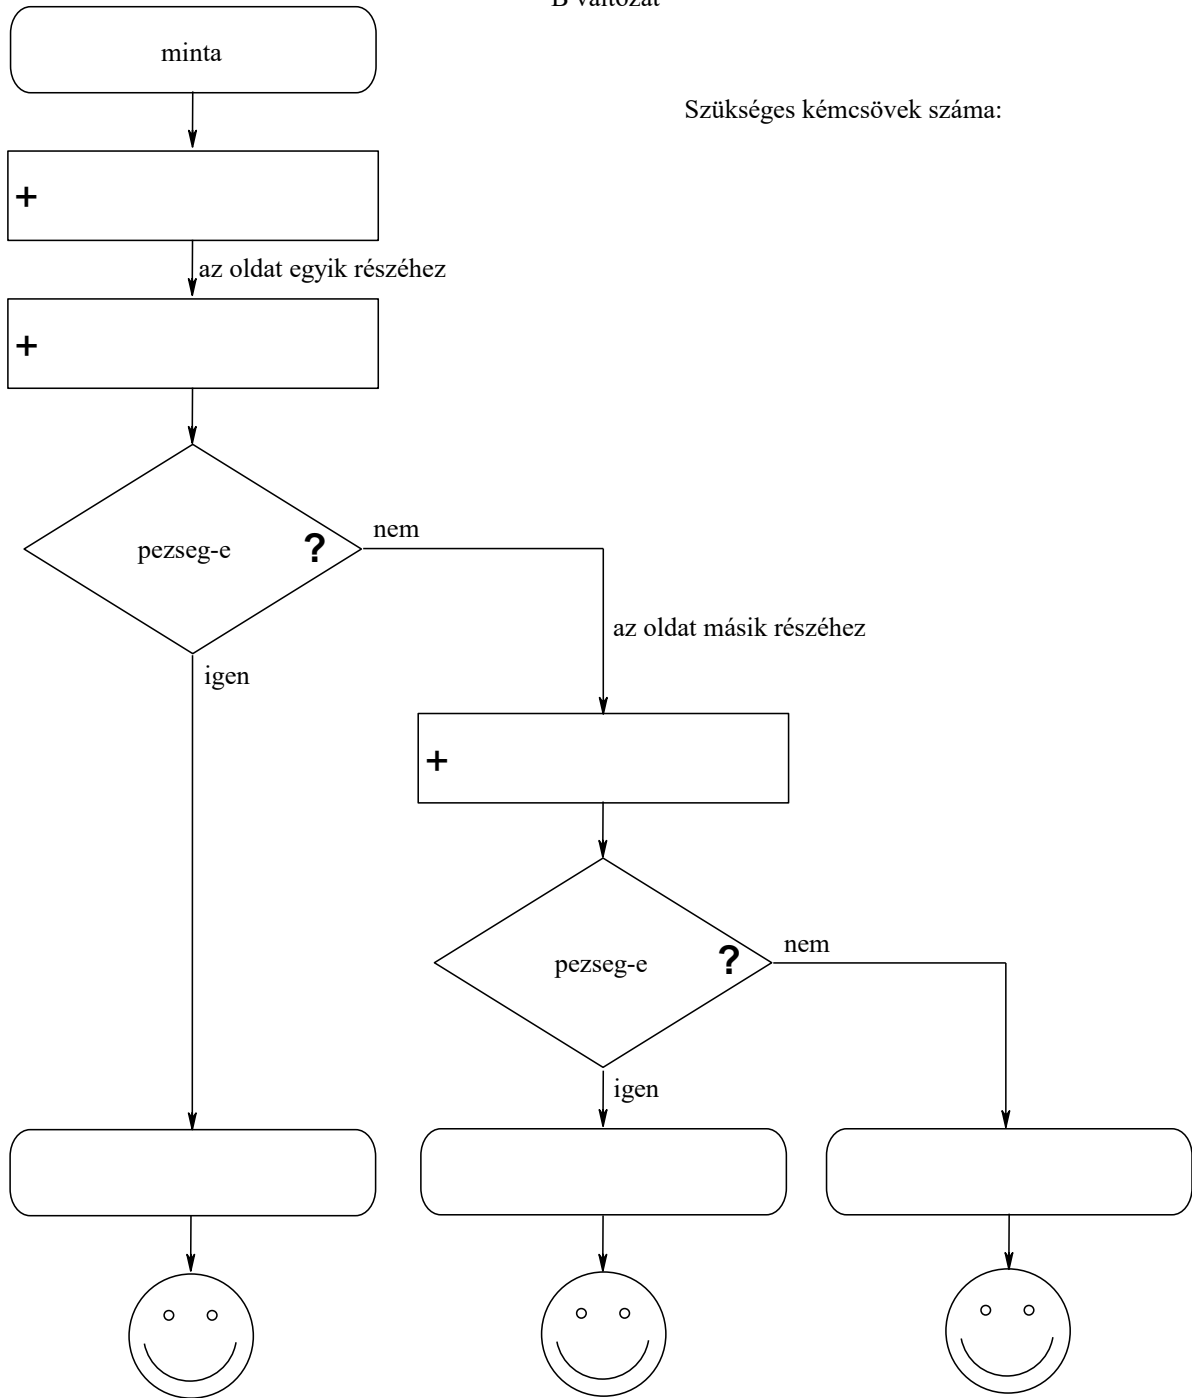 B változat
minta
Szükséges kémcsövek száma:
+
az oldat egyik részéhez
+
pezseg-e ?
nem
az oldat másik részéhez
igen
+
pezseg-e ?
nem
igen